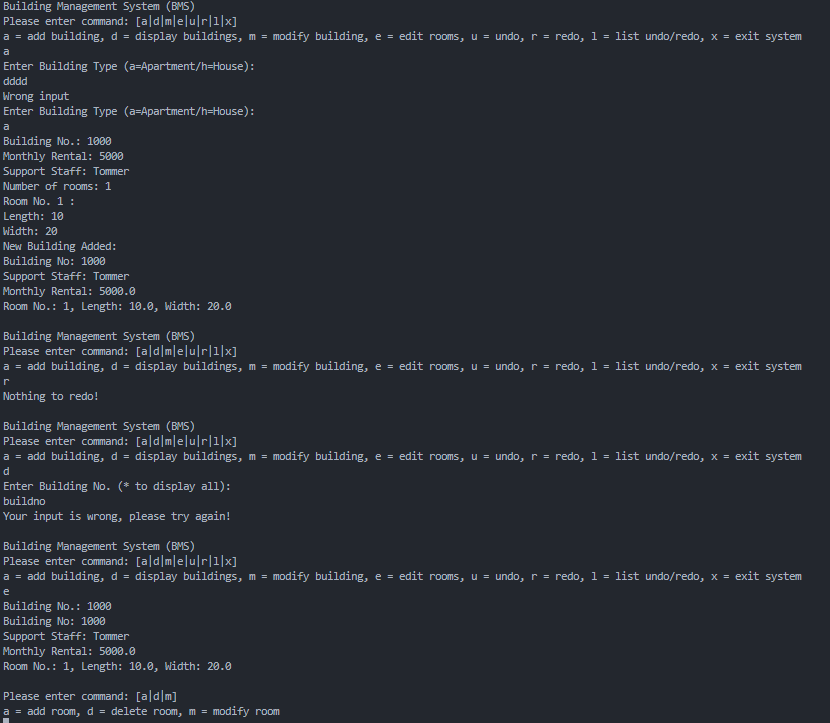 Building Management System (BMS)
Please enter command: [a|d|m|e|u|r|l|x]
a = add building, d = display buildings, m = modify building, e = edit rooms, u = undo, r = redo, l = list undo/redo, x = exit system
a
Enter Building Type (a=Apartment/h=House):
dddd
Wrong input
Enter Building Type (a=Apartment/h=House):
a
Building No.: 1000
Monthly Rental: 5000
Support Staff: Tommer
Number of rooms: 1
Room No. 1 :
Length: 10
Width: 20
New Building Added:
Building No: 1000
Support Staff: Tommer
Monthly Rental: 5000.0
Room No.: 1, Length: 10.0, Width: 20.0

Building Management System (BMS)
Please enter command: [a|d|m|e|u|r|l|x]
a = add building, d = display buildings, m = modify building, e = edit rooms, u = undo, r = redo, l = list undo/redo, x = exit system
r
Nothing to redo!

Building Management System (BMS)
Please enter command: [a|d|m|e|u|r|l|x]
a = add building, d = display buildings, m = modify building, e = edit rooms, u = undo, r = redo, l = list undo/redo, x = exit system
d
Enter Building No. (* to display all):
buildno
Your input is wrong, please try again!

Building Management System (BMS)
Please enter command: [a|d|m|e|u|r|l|x]
a = add building, d = display buildings, m = modify building, e = edit rooms, u = undo, r = redo, l = list undo/redo, x = exit system
e
Building No.: 1000
Building No: 1000
Support Staff: Tommer
Monthly Rental: 5000.0
Room No.: 1, Length: 10.0, Width: 20.0

Please enter command: [a|d|m]
a = add room, d = delete room, m = modify room